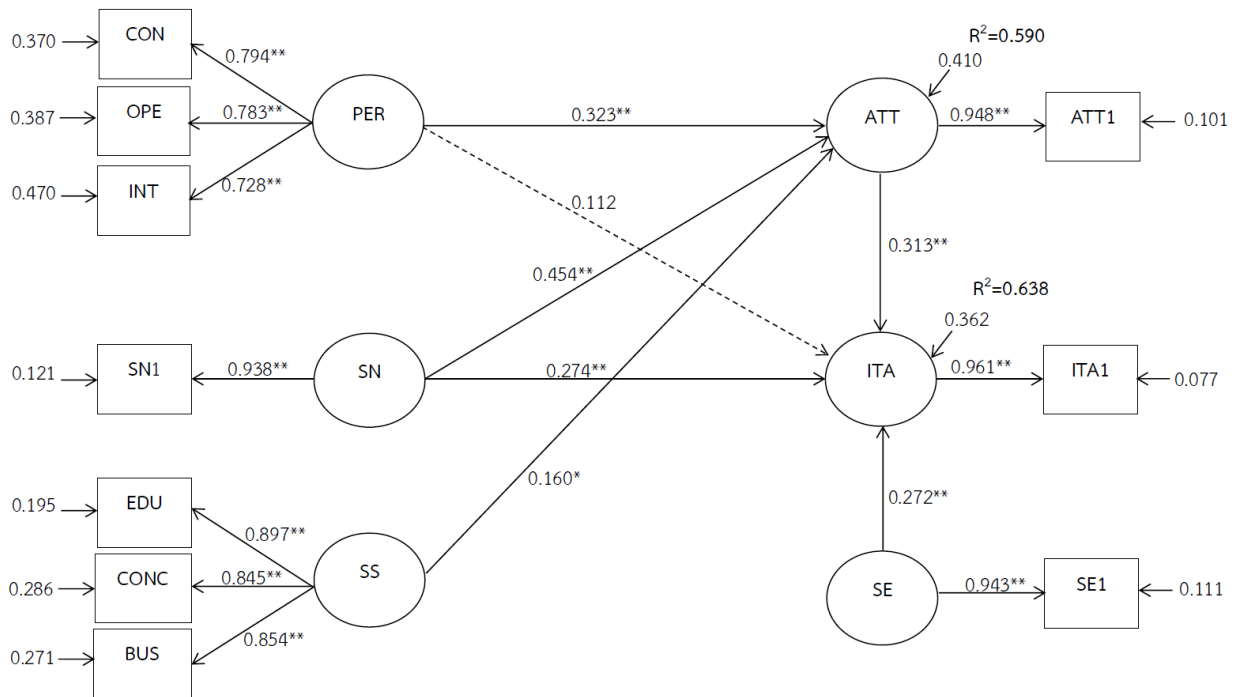 CON
0.370
0.794**
OPE
0.387
0.783**
INT
0.470
0.728**
PER
0.323**
0.112
R²=0.590
0.410
ATT
0.948**
ATT1
0.101
0.313**
0.454**
SN1
0.121
0.938**
SN
0.274**
R²=0.638
0.362
ITA
0.961**
ITA1
0.077
EDU
0.195
0.897**
CONC
0.286
0.845**
BUS
0.271
0.854**
SS
0.160*
0.272**
SE
0.943**
SE1
0.111